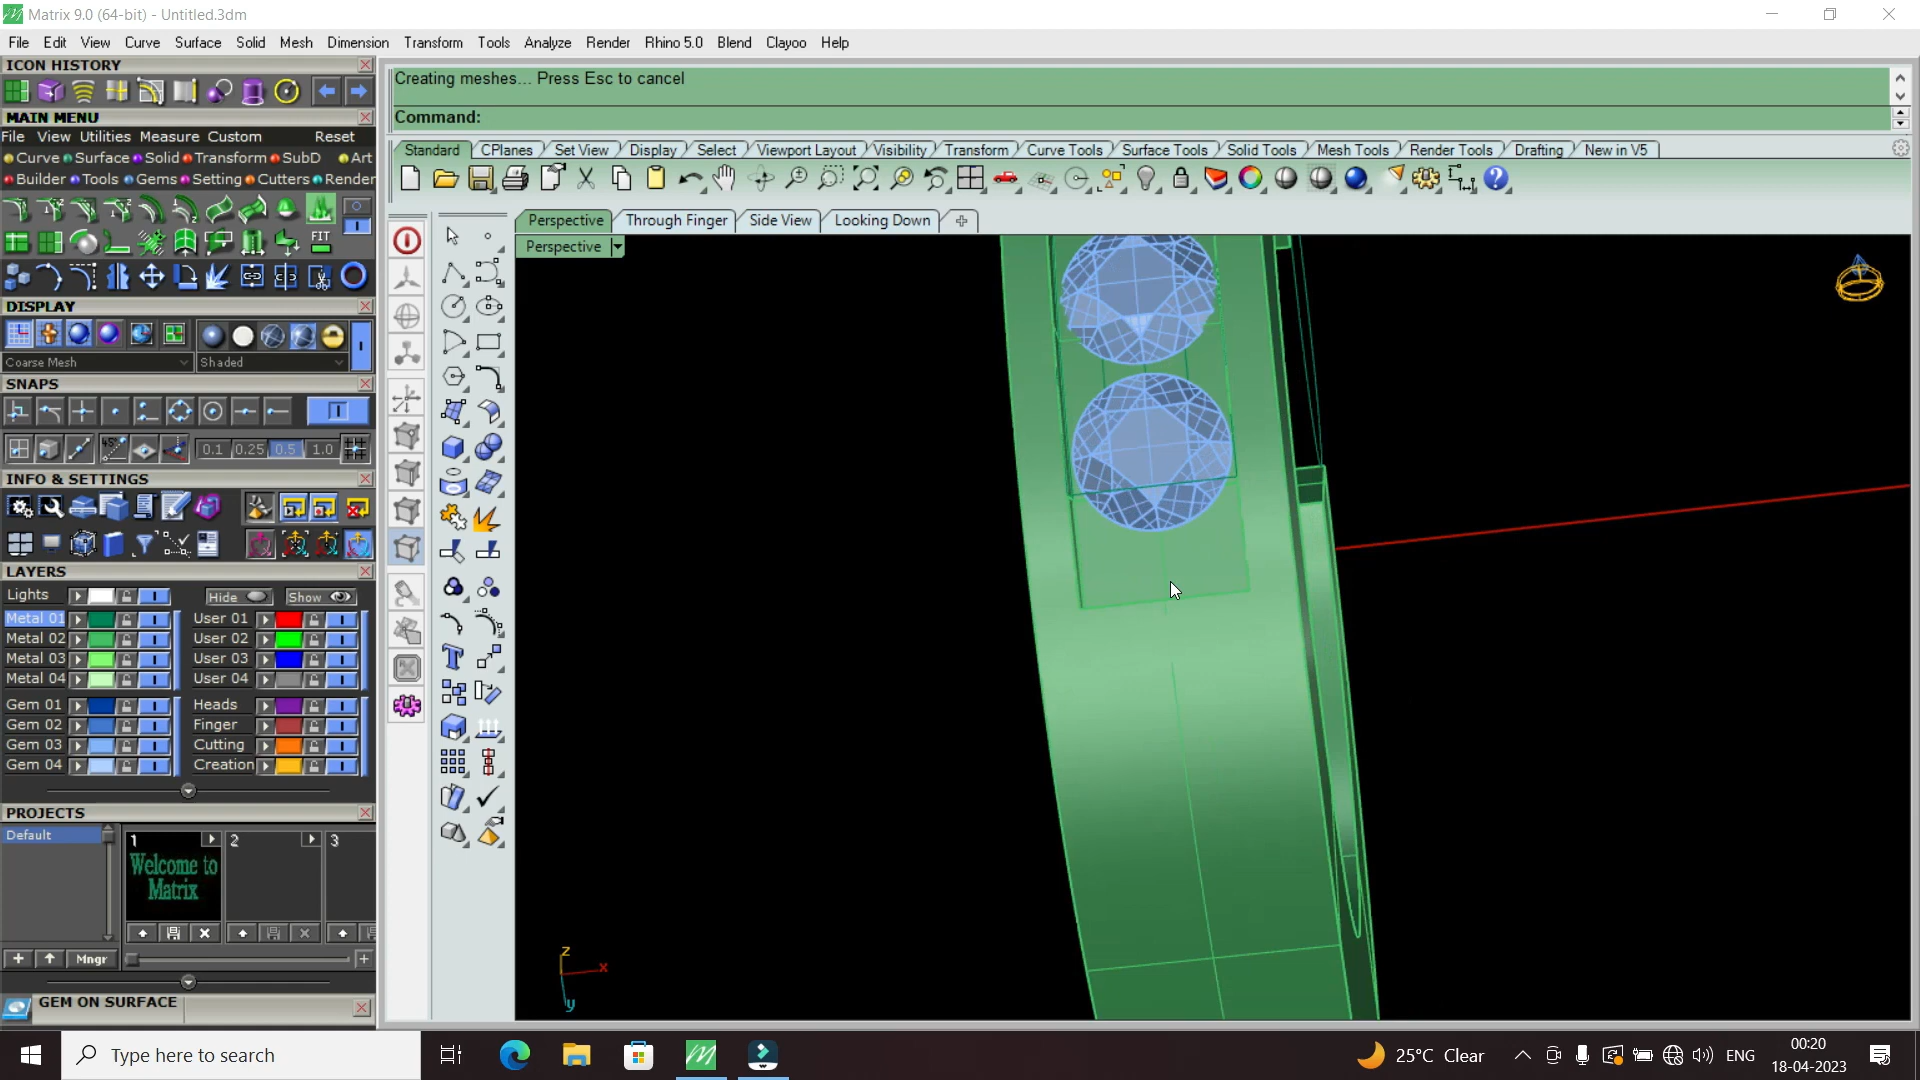 Matrix 9.0 (64-bit) - Untitled.3dm
File Edit View Curve Surface Solid Mesh Dimension Transform Tools Analyze Render Rhino 5.0 Blend Clayoo Help
ICON HISTORY
Creating meshes... Press Esc to cancel
Command:
MAIN MENU
File View Utilities Measure Custom Reset
Curve Surface Solid Transform SubD Art
Builder Tools Gems Setting Cutters Render
Standard CPlanes Set View Display Select Viewport Layout Visibility Transform Curve Tools Surface Tools Solid Tools Mesh Tools Render Tools Drafting New in V5
Perspective Through Finger Side View Looking Down
Perspective
FIT
DISPLAY
Coarse Mesh Shaded
SNAPS
45°
0.1 0.25 0.5 1.0
INFO & SETTINGS
LAYERS
Lights Hide Show
Metal 01 User 01
Metal 02 User 02
Metal 03 User 03
Metal 04 User 04
Gem 01 Heads
Gem 02 Finger
Gem 03 Cutting
Gem 04 Creation
PROJECTS
Default 1 2 3
Welcome to
Matrix
Mngr
GEM ON SURFACE
z
x
y
Type here to search
25°C Clear
ENG
00:20
18-04-2023